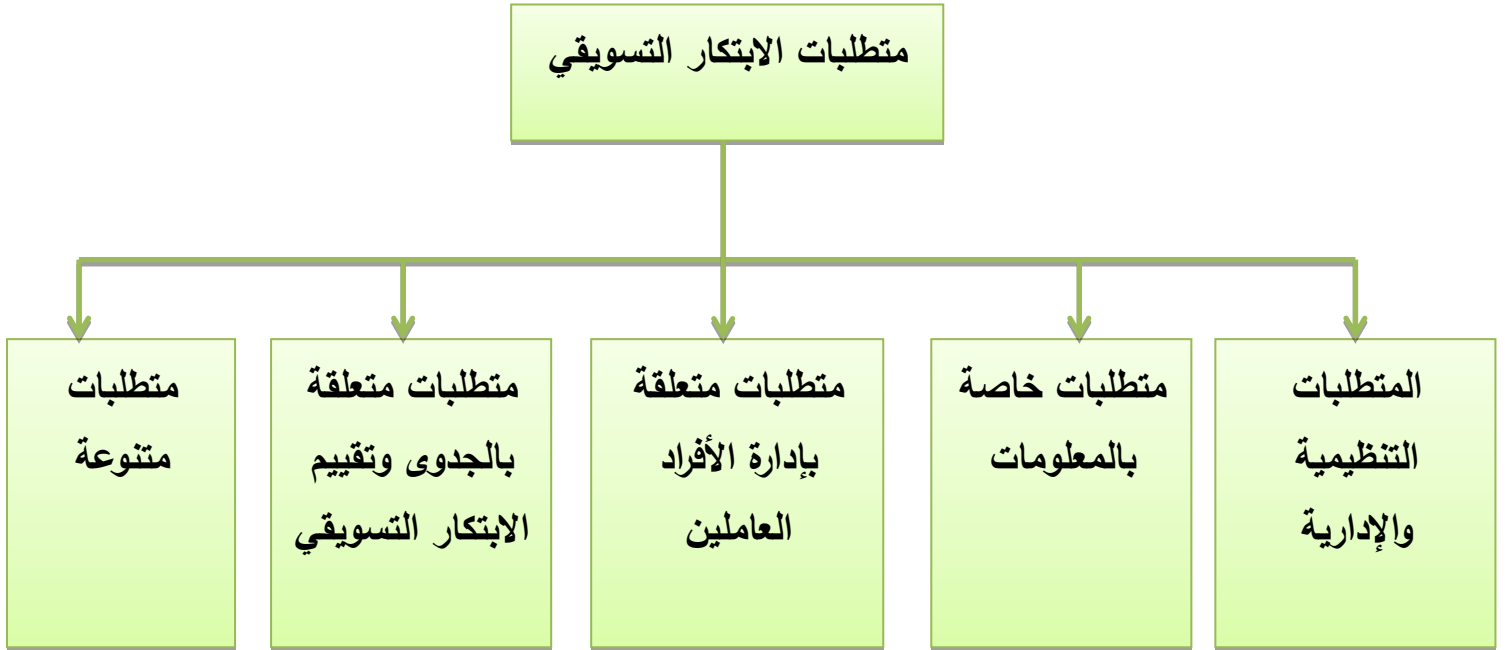 متطلبات الابتكار التسويقي
المتطلبات
التنظيمية
والإدارية
متطلبات خاصة
بالمعلومات
متطلبات متعلقة
بإدارة الأفراد
العاملين
متطلبات متعلقة
بالجدوى وتقييم
الابتكار التسويقي
متطلبات
متنوعة